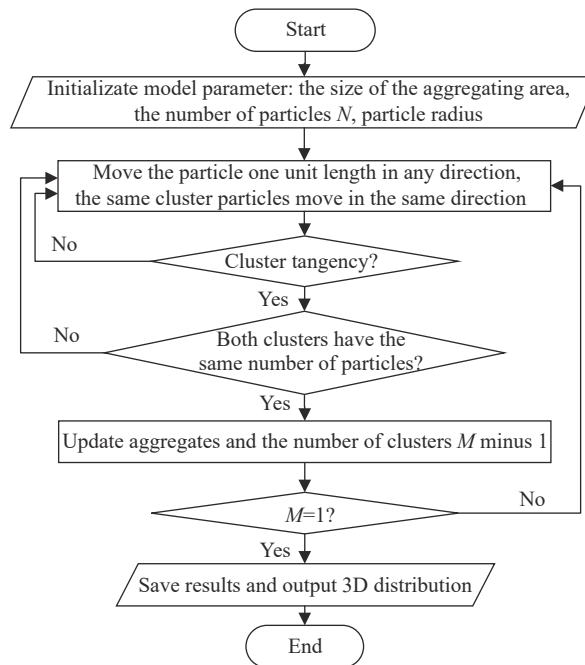 Start
Initializate model parameter: the size of the aggregating area,
the number of particles N, particle radius
Move the particle one unit length in any direction,
the same cluster particles move in the same direction
No
Cluster tangency?
Yes
No
Both clusters have the
same number of particles?
Yes
Update aggregates and the number of clusters M minus 1
No
M=1?
Yes
Save results and output 3D distribution
End